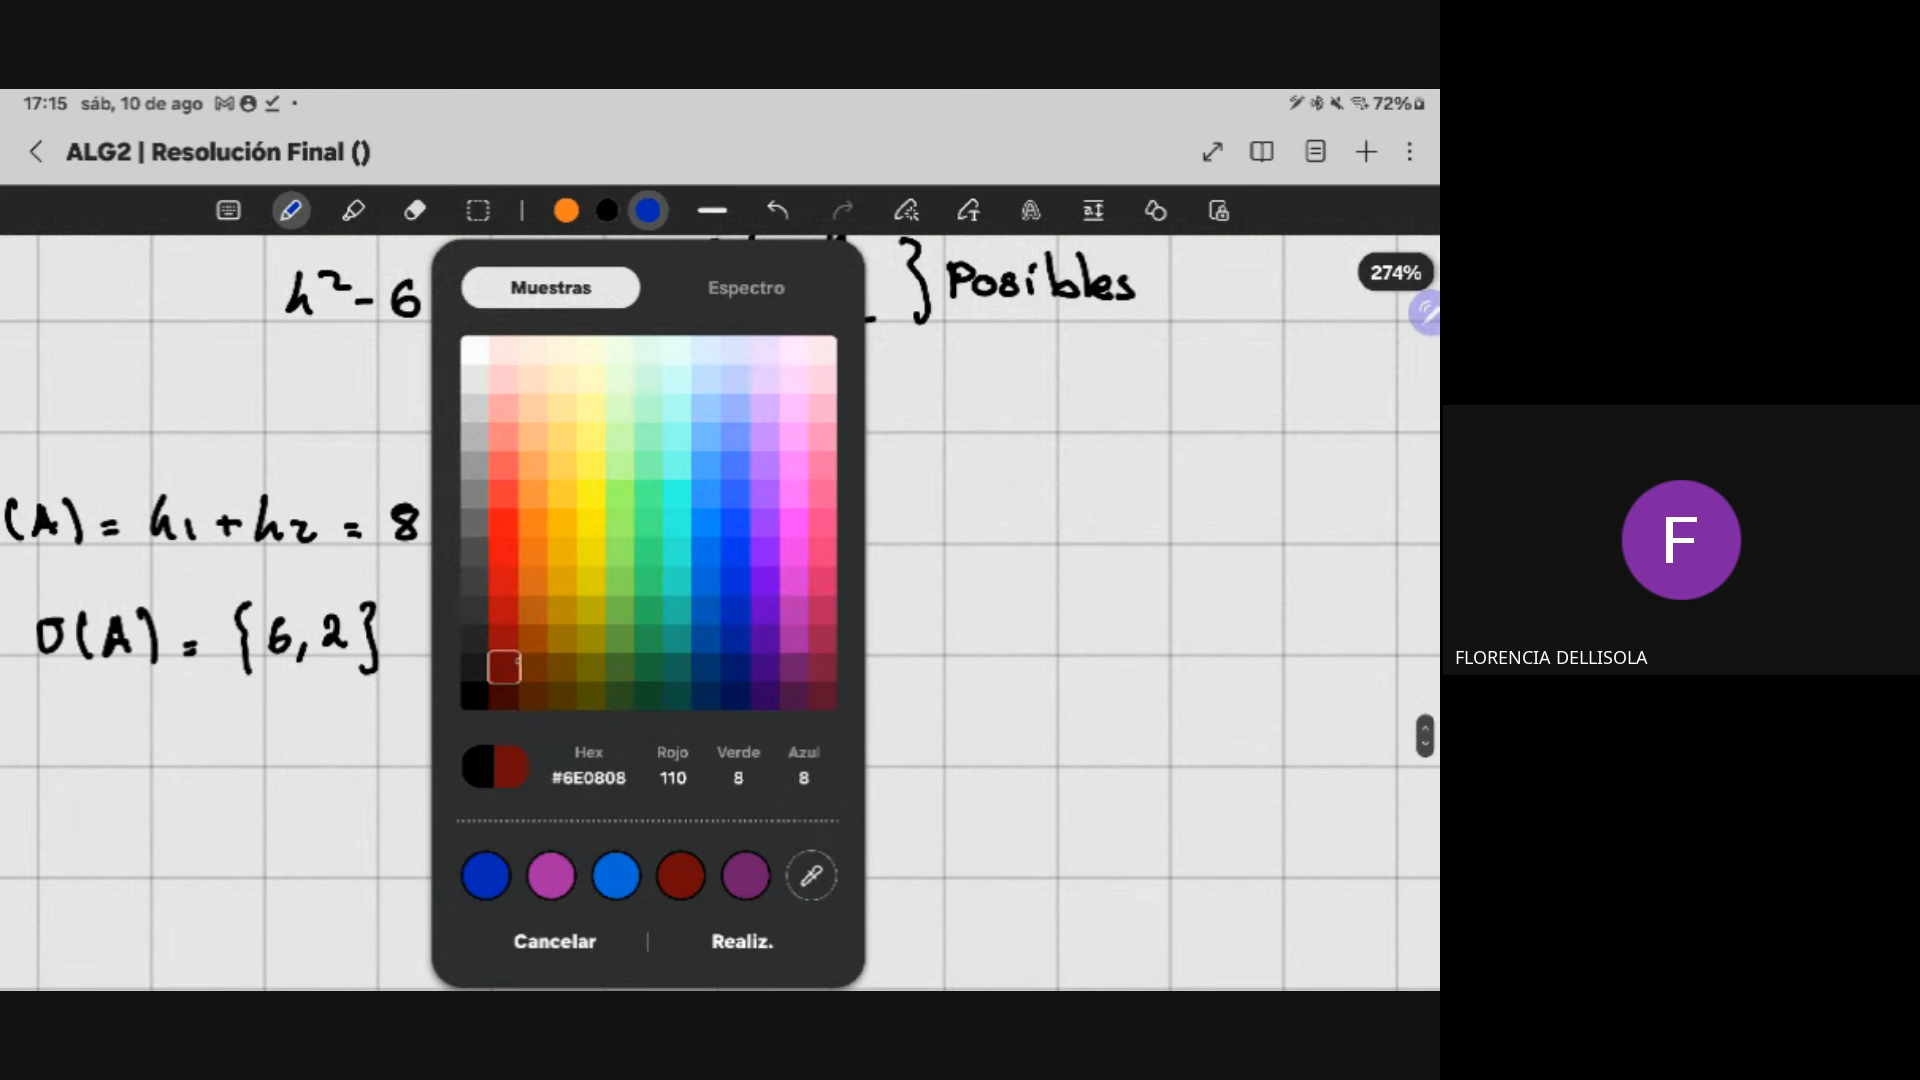 17:15 sáb, 10 de ago
72%
ALG2 | Resolución Final ()
274%
h² - 6
} Posibles
(A) = h1 + h2 = 8
σ(A) = {6, 2}
Muestras Espectro
Hex Rojo Verde Azul
#6E0808 110 8 8
Cancelar | Realiz.
F
FLORENCIA DELLISOLA